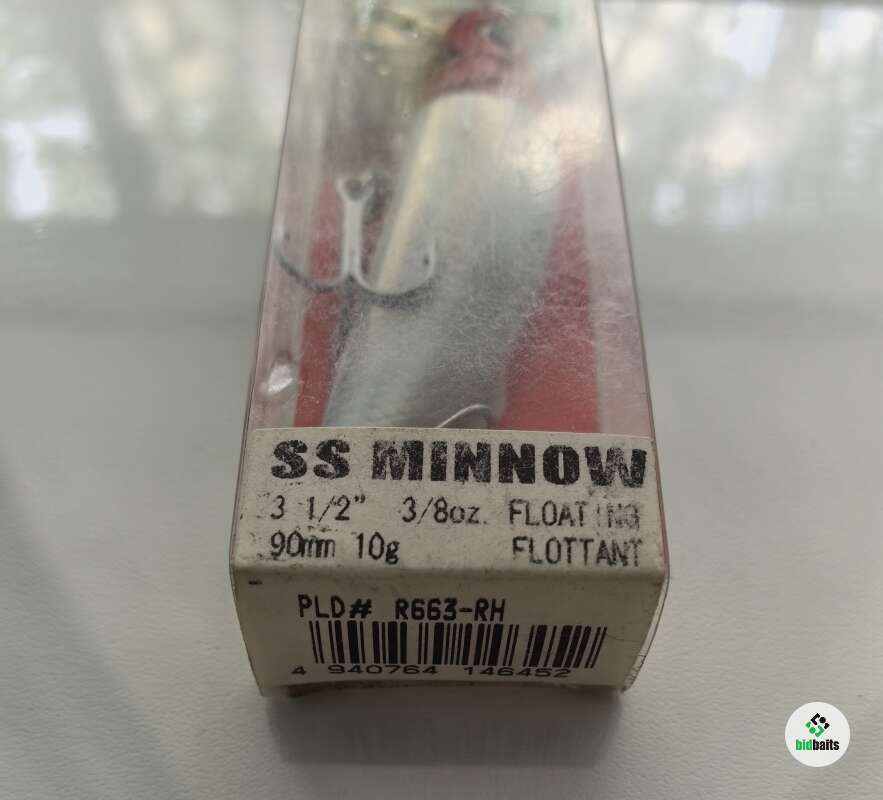 SS MINNOW
3 1/2" 3/8oz. FLOATING
90mm 10g FLOTTANT
PLD# R663-RH
4 940764 146452
bidbaits